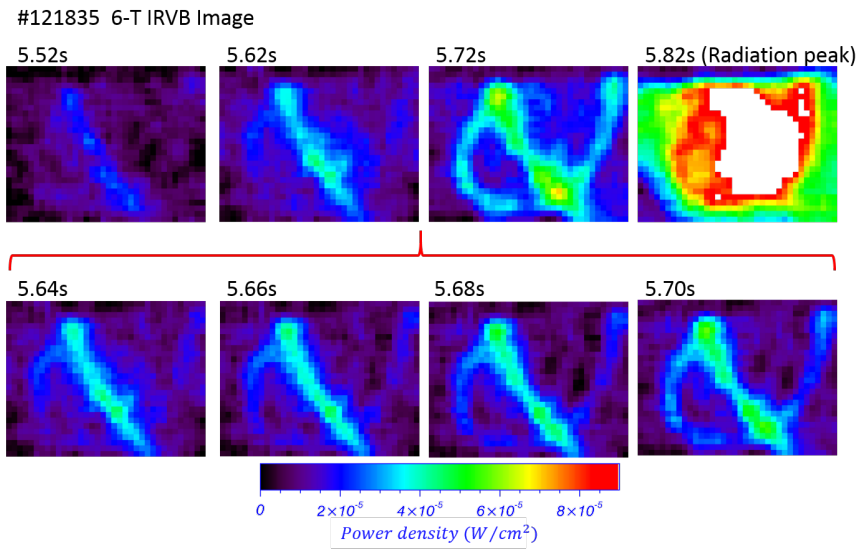 #121835 6-T IRVB Image
5.52s
5.62s
5.72s
5.82s (Radiation peak)
5.64s
5.66s
5.68s
5.70s
0
2×10⁻⁵
4×10⁻⁵
6×10⁻⁵
8×10⁻⁵
Power density (W/cm²)